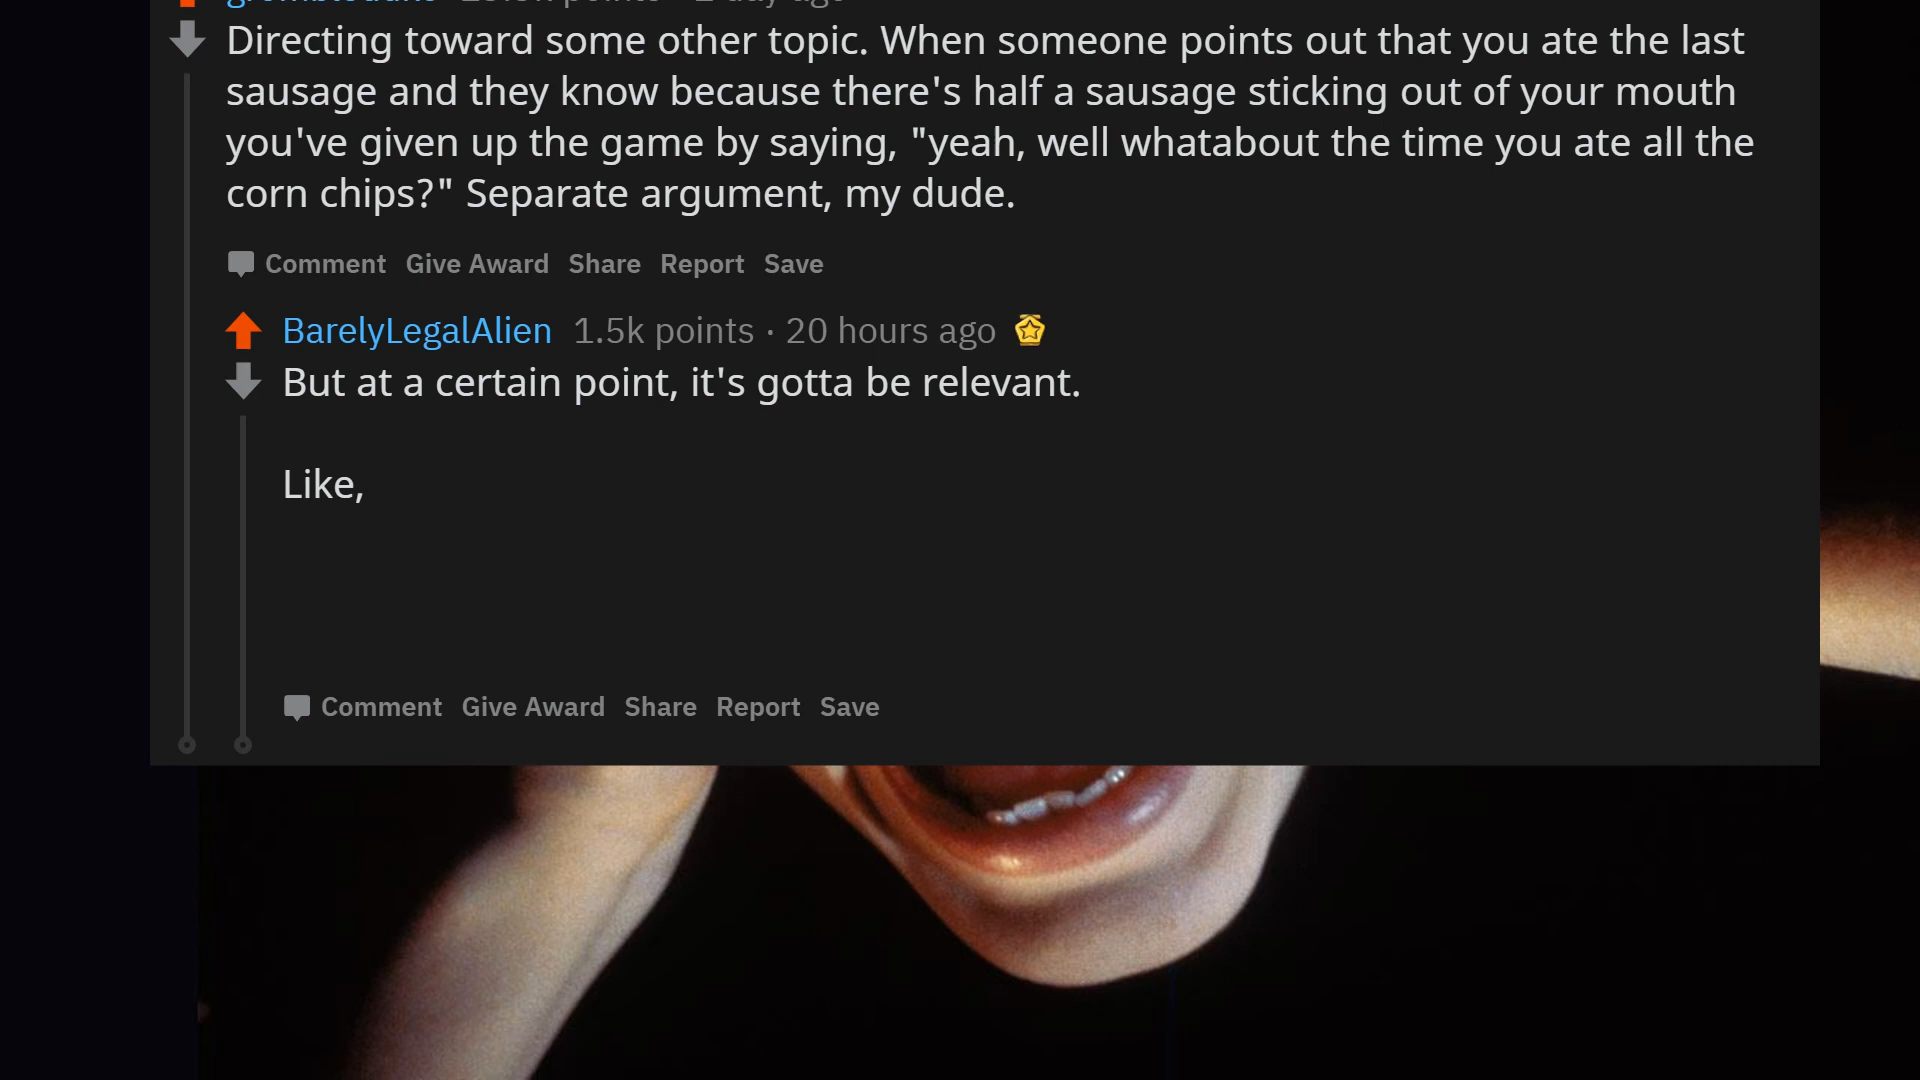 Directing toward some other topic. When someone points out that you ate the last
sausage and they know because there's half a sausage sticking out of your mouth
you've given up the game by saying, "yeah, well whatabout the time you ate all the
corn chips?" Separate argument, my dude.
Comment Give Award Share Report Save
BarelyLegalAlien 1.5k points · 20 hours ago
But at a certain point, it's gotta be relevant.
Like,
Comment Give Award Share Report Save